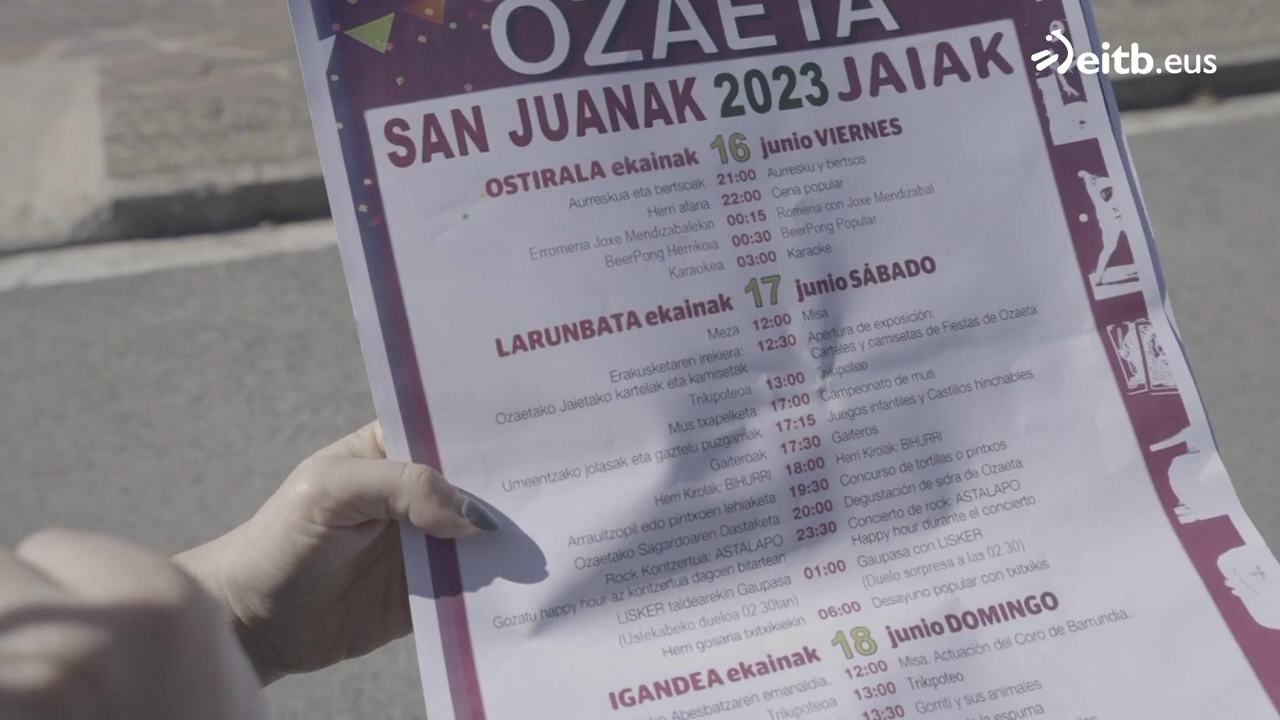 OZAETA
eitb.eus
SAN JUANAK 2023 JAIAK
OSTIRALA ekainak 16 junio VIERNES
Aurreskua eta bertsoak 21:00 Aurresku y bertsos
Herri afaria 22:00 Cena popular
Erromeria Joxe Mendizabalekin 00:15 Romeria con Joxe Mendizabal
BeerPong Herrikoia 00:30 BeerPong Popular
Karaokea 03:00 Karaoke
LARUNBATA ekainak 17 junio SÁBADO
Meza 12:00 Misa
Erakusketaren irekiera: 12:30 Apertura de exposición:
Ozaetako Jaietako kartelak eta kamisetak Carteles y camisetas de Fiestas de Ozaeta
Trikipoteoa 13:00 Trikipoteo
Mus txapelketa 17:00 Campeonato de mus
Umeentzako jolasak eta gaztelu puzgarriak 17:15 Juegos infantiles y Castillos hinchables
Gaiteroak 17:30 Gaiteros
Herri Kirolak: BIHURRI 18:00 Herri Kirolak: BIHURRI
Arraultzopil edo pintxoen lehiaketa 19:30 Concurso de tortillas o pintxos
Ozaetako Sagardoaren Dastaketa 20:00 Degustación de sidra de Ozaeta
Rock Kontzertua: ASTALAPO 23:30 Concierto de rock: ASTALAPO
Gozatu happy hour-az kontzertua dagoen bitartean Happy hour durante el concierto.
LISKER taldearekin Gaupasa 01:00 Gaupasa con LISKER
(Ustekabeko dueloa 02:30tan) (Duelo sorpresa a las 02:30)
Herri gosaria txitxikiekin 06:00 Desayuno popular con txitxikis
IGANDEA ekainak 18 junio DOMINGO
Abesbatzaren emanaldia. 12:00 Misa. Actuación del Coro de Barrundia.
Trikipoteoa 13:00 Trikipoteo
13:30 Gorriti y sus animales
la espuma